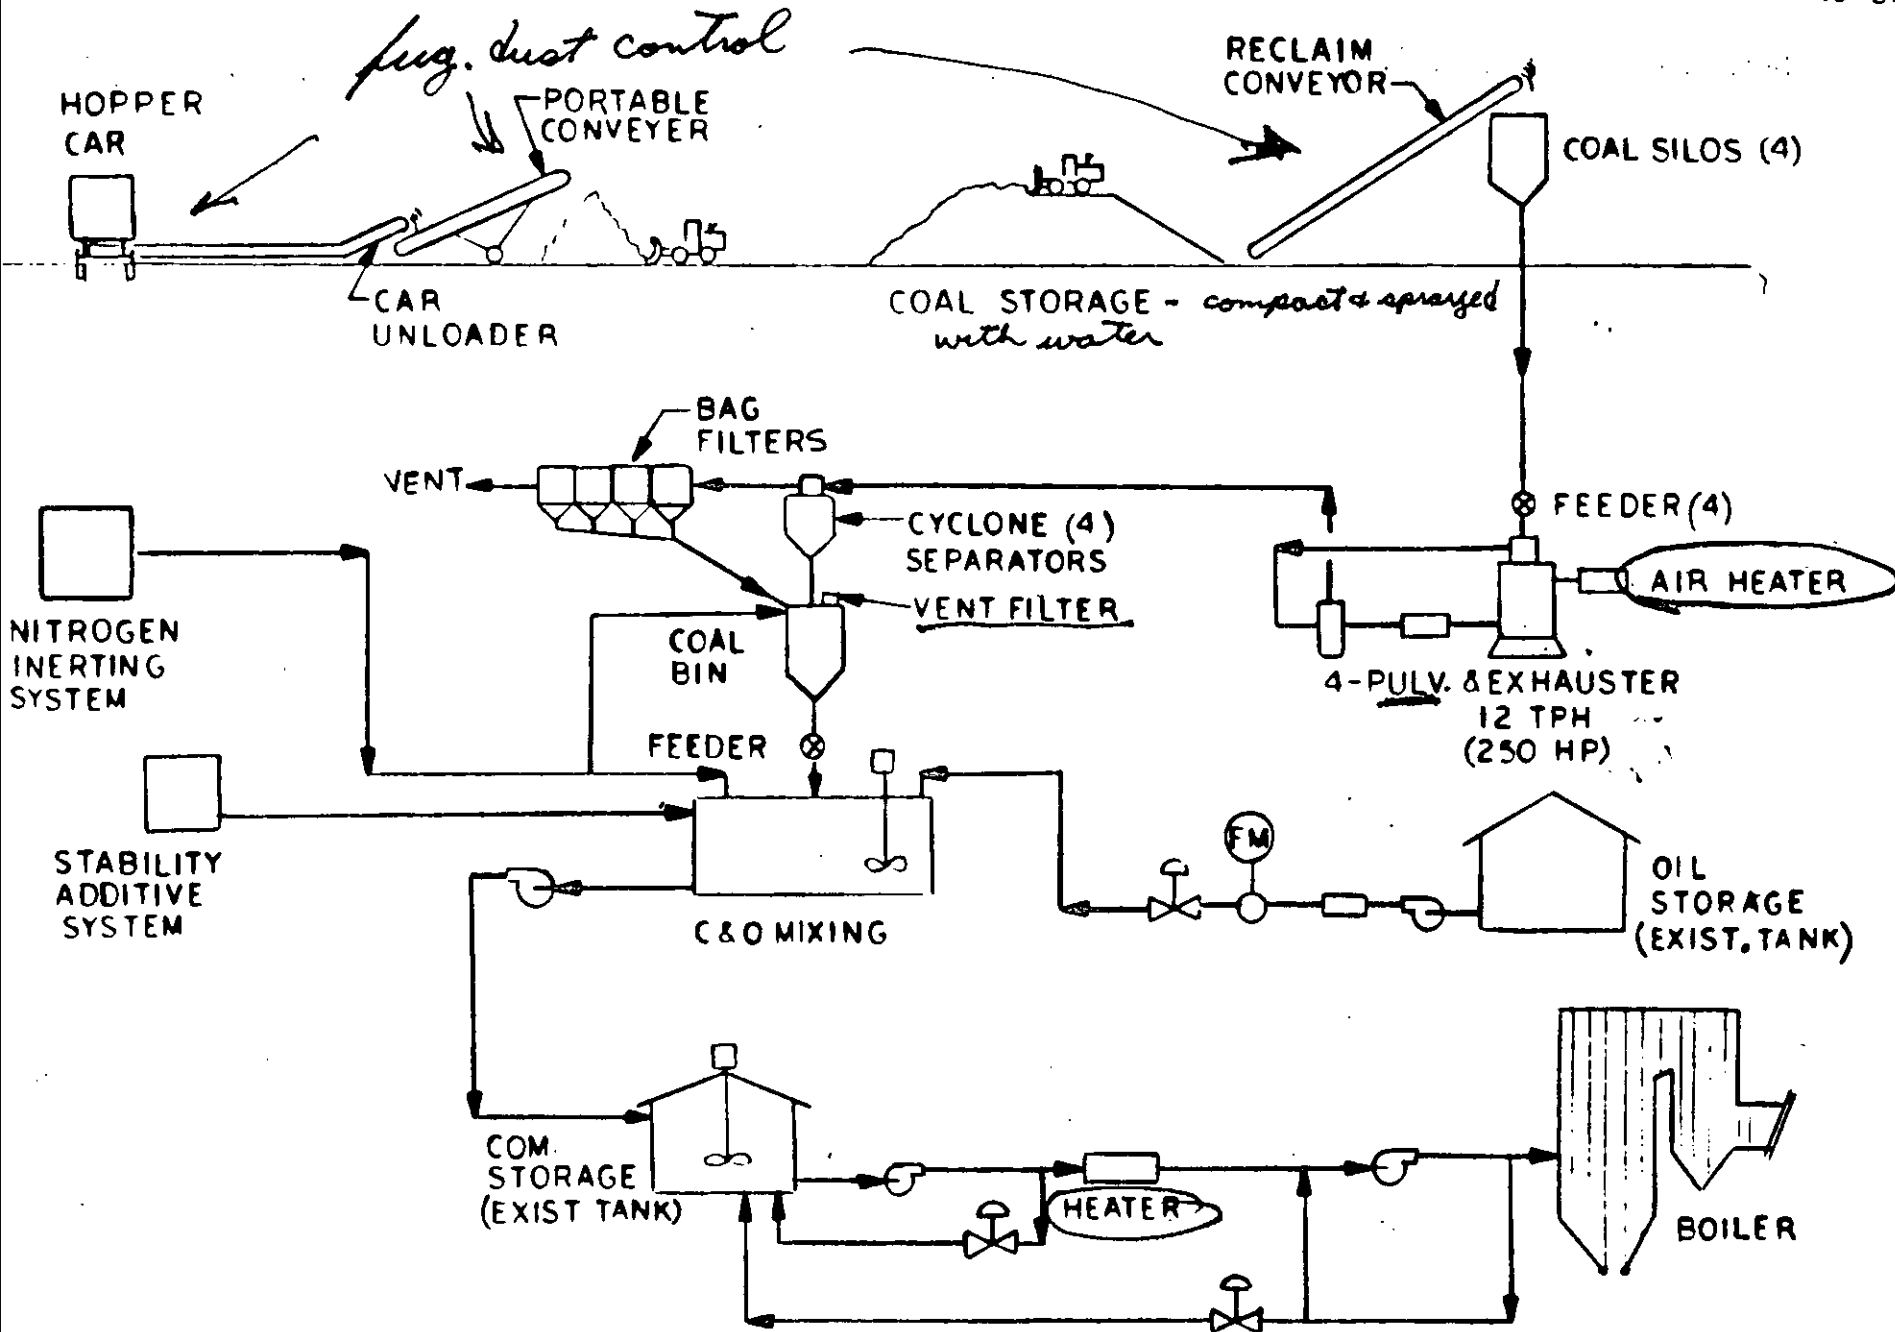 fug. dust control
HOPPER
CAR
PORTABLE
CONVEYER
RECLAIM
CONVEYOR
COAL SILOS (4)
CAR
UNLOADER
COAL STORAGE - compact & sprayed
with water
BAG
FILTERS
VENT
CYCLONE (4)
SEPARATORS
FEEDER (4)
AIR HEATER
VENT FILTER
NITROGEN
INERTING
SYSTEM
COAL
BIN
4-PULV. & EXHAUSTER
12 TPH
(250 HP)
FEEDER
STABILITY
ADDITIVE
SYSTEM
FM
C & O MIXING
OIL
STORAGE
(EXIST. TANK)
COM
STORAGE
(EXIST TANK)
HEATER
BOILER